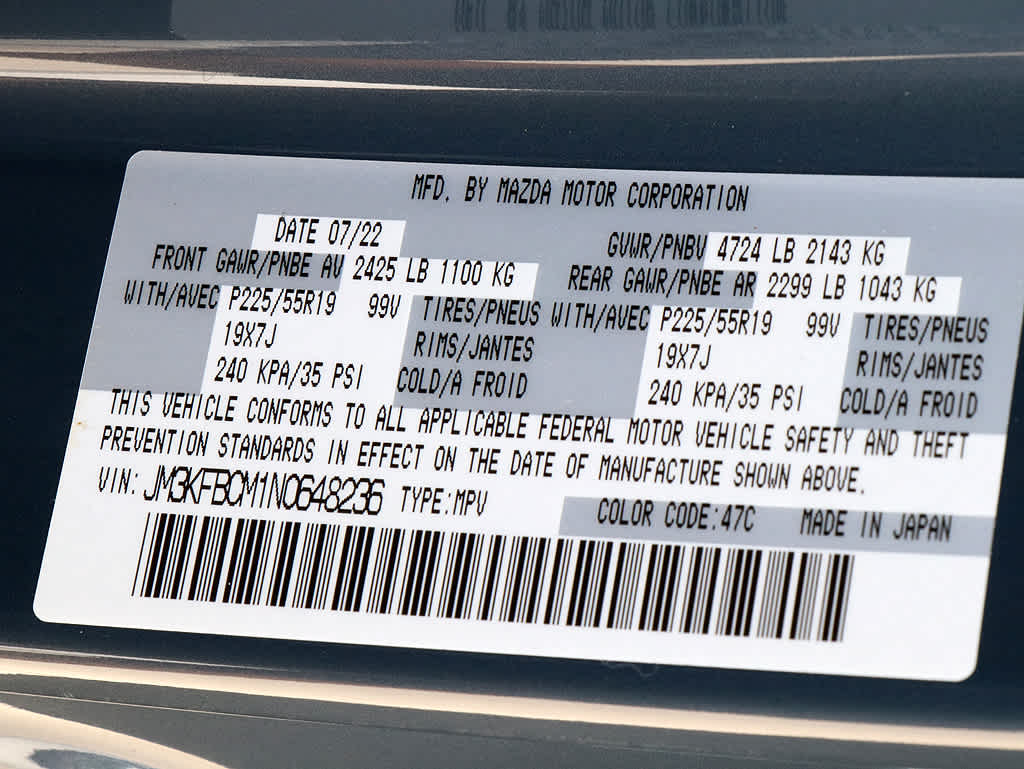 MFD. BY MAZDA MOTOR CORPORATION
DATE 07/22 GVWR/PNBV 4724 LB 2143 KG
FRONT GAWR/PNBE AV 2425 LB 1100 KG REAR GAWR/PNBE AR 2299 LB 1043 KG
WITH/AVEC P225/55R19 99V TIRES/PNEUS WITH/AVEC P225/55R19 99V TIRES/PNEUS
19X7J RIMS/JANTES 19X7J RIMS/JANTES
240 KPA/35 PSI COLD/A FROID 240 KPA/35 PSI COLD/A FROID
THIS VEHICLE CONFORMS TO ALL APPLICABLE FEDERAL MOTOR VEHICLE SAFETY AND THEFT
PREVENTION STANDARDS IN EFFECT ON THE DATE OF MANUFACTURE SHOWN ABOVE.
VIN: JM3KFBCM1N0648236 TYPE:MPV COLOR CODE:47C MADE IN JAPAN